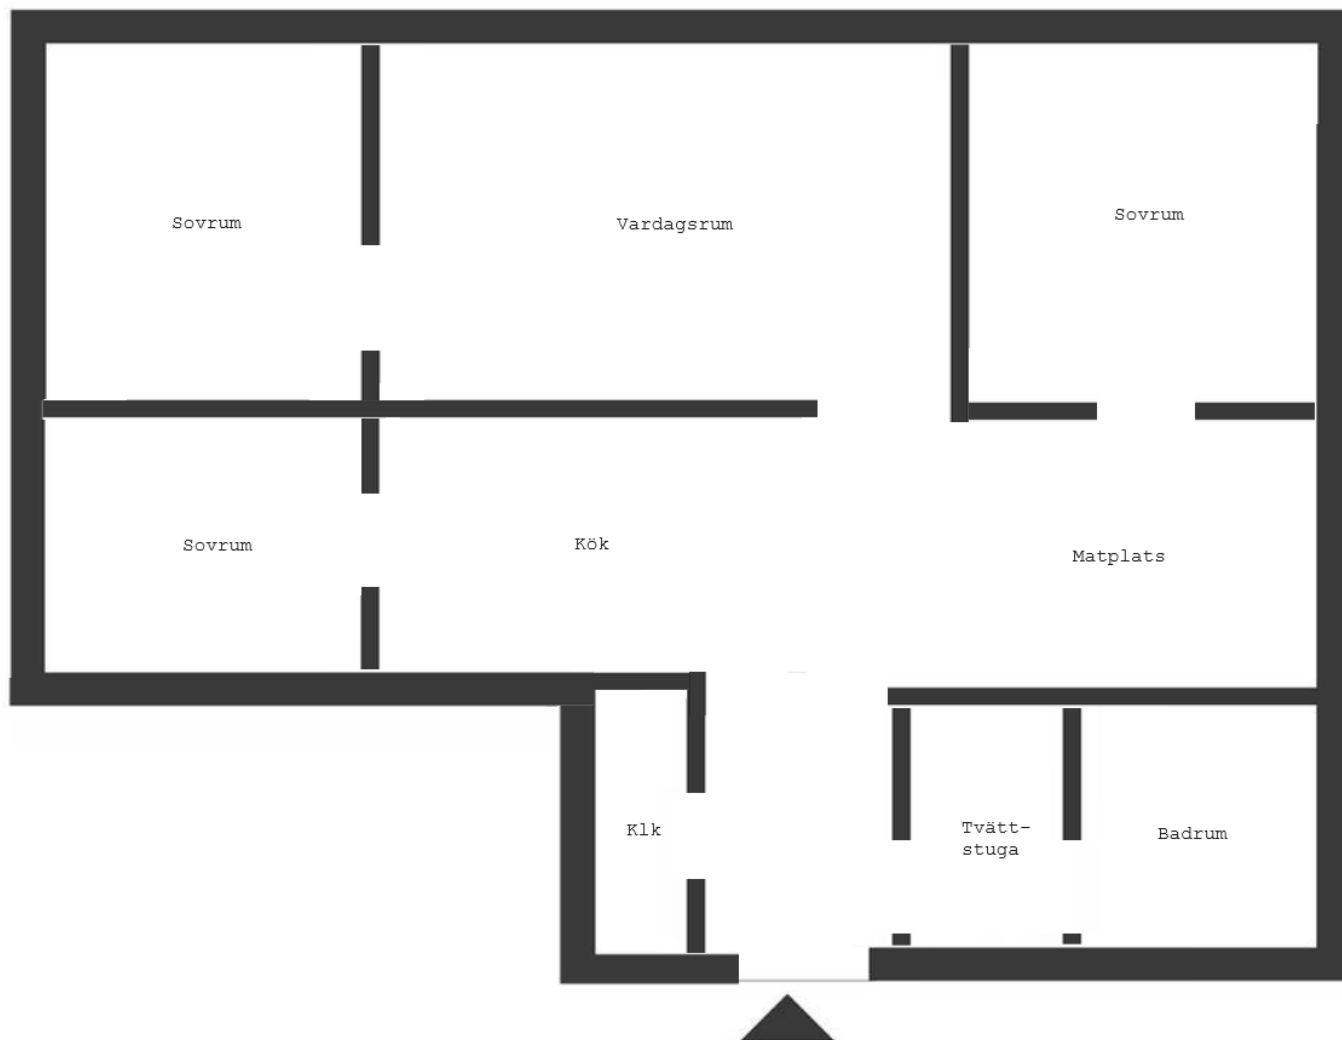 Sovrum
Vardagsrum
Sovrum
Sovrum
Kök
Matplats
Klk
Tvätt-
stuga
Badrum